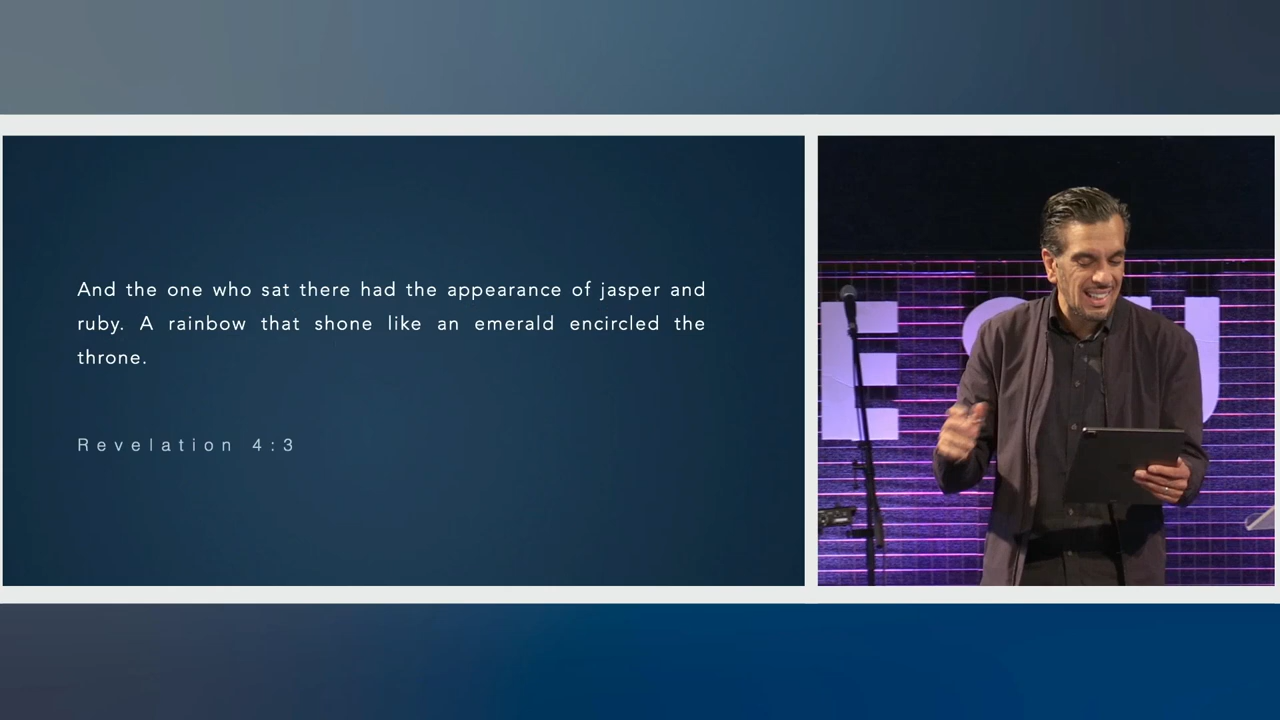 And the one who sat there had the appearance of jasper and
ruby. A rainbow that shone like an emerald encircled the
throne.
Revelation 4:3